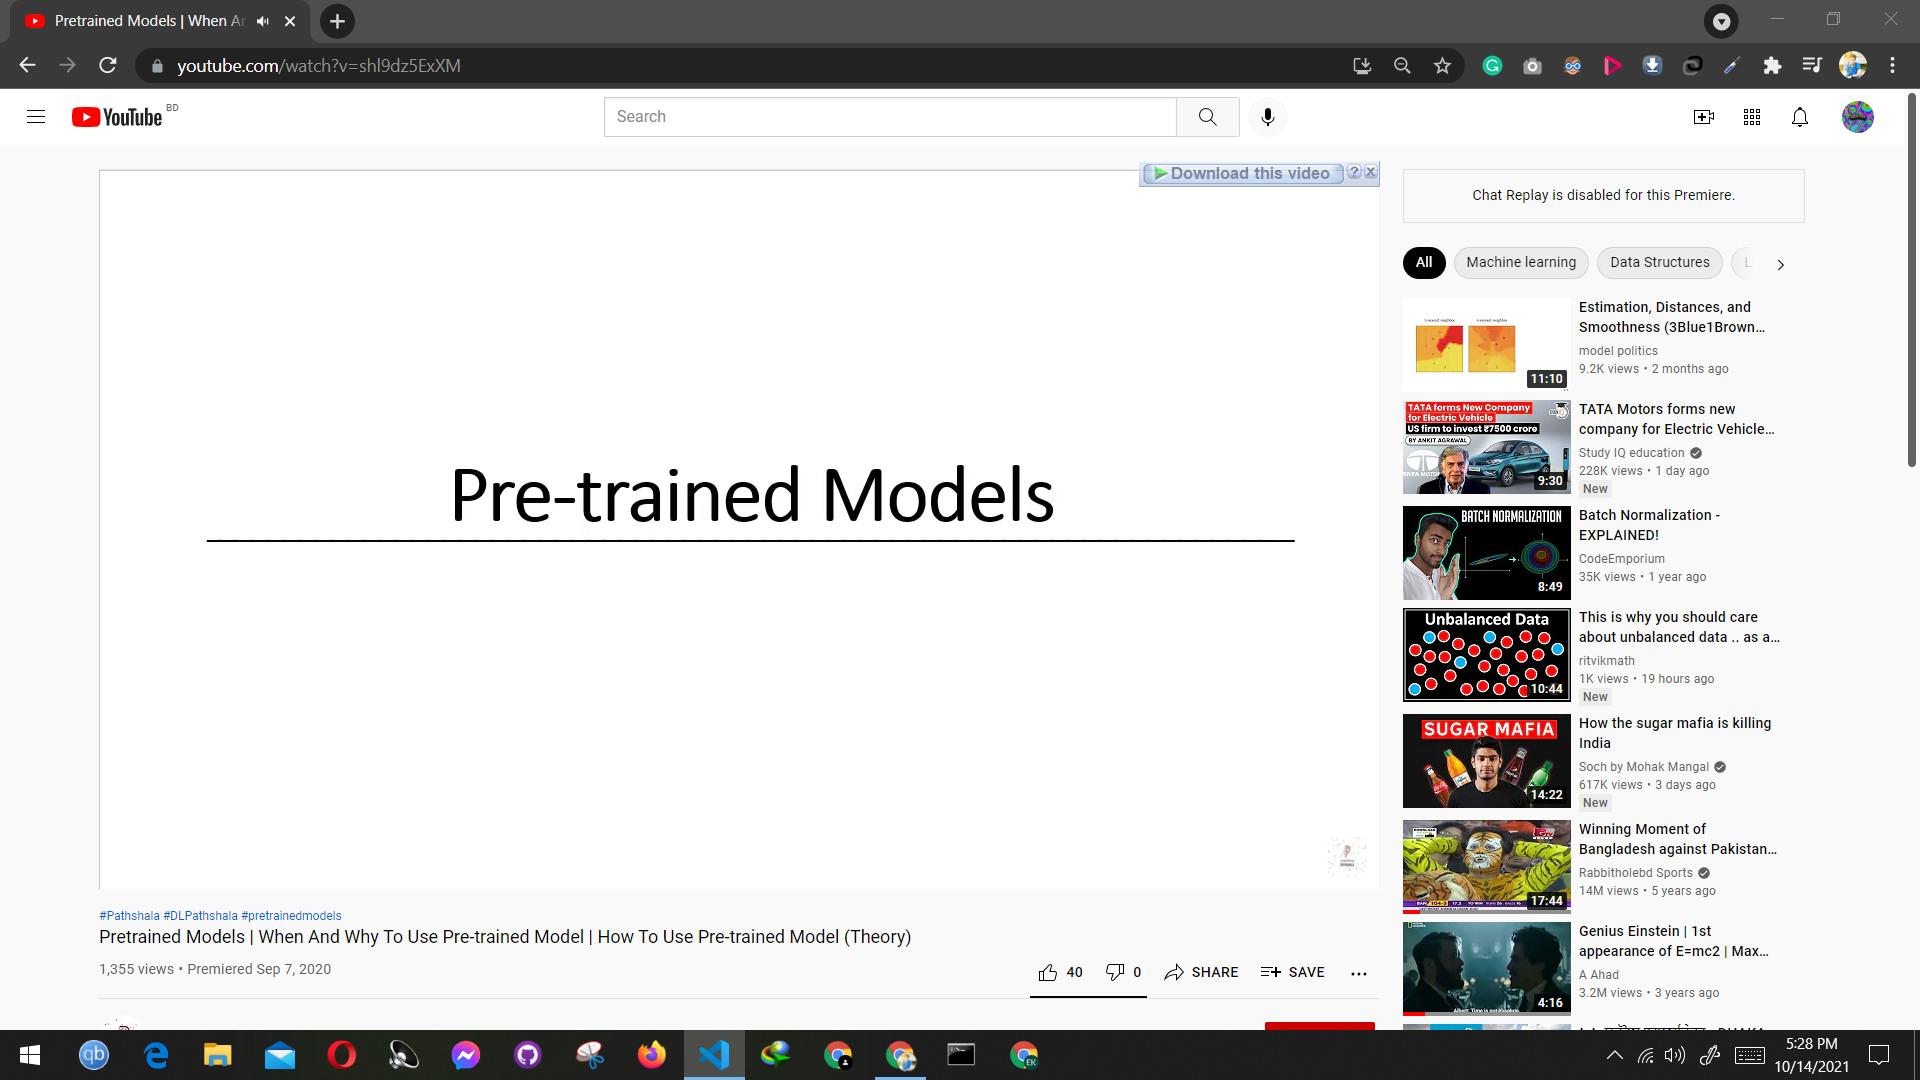 Pretrained Models | When Ar
youtube.com/watch?v=shl9dz5ExXM
YouTube BD
Search
Download this video ? x
Pre-trained Models
#Pathshala #DLPathshala #pretrainedmodels
Pretrained Models | When And Why To Use Pre-trained Model | How To Use Pre-trained Model (Theory)
1,355 views • Premiered Sep 7, 2020
40 0 SHARE SAVE ...
Chat Replay is disabled for this Premiere.
All Machine learning Data Structures L
Estimation, Distances, and
Smoothness (3Blue1Brown...
model politics
9.2K views • 2 months ago
11:10
TATA forms New Company
for Electric Vehicle
US firm to invest ₹7500 crore
BY ANKIT AGRAWAL
9:30
TATA Motors forms new
company for Electric Vehicle...
Study IQ education
228K views • 1 day ago
New
BATCH NORMALIZATION
8:49
Batch Normalization -
EXPLAINED!
CodeEmporium
35K views • 1 year ago
Unbalanced Data
10:44
This is why you should care
about unbalanced data .. as a...
ritvikmath
1K views • 19 hours ago
New
SUGAR MAFIA
14:22
How the sugar mafia is killing
India
Soch by Mohak Mangal
617K views • 3 days ago
New
17:44
Winning Moment of
Bangladesh against Pakistan...
Rabbitholebd Sports
14M views • 5 years ago
4:16
Genius Einstein | 1st
appearance of E=mc2 | Max...
A Ahad
3.2M views • 3 years ago
qb
EK
5:28 PM
10/14/2021